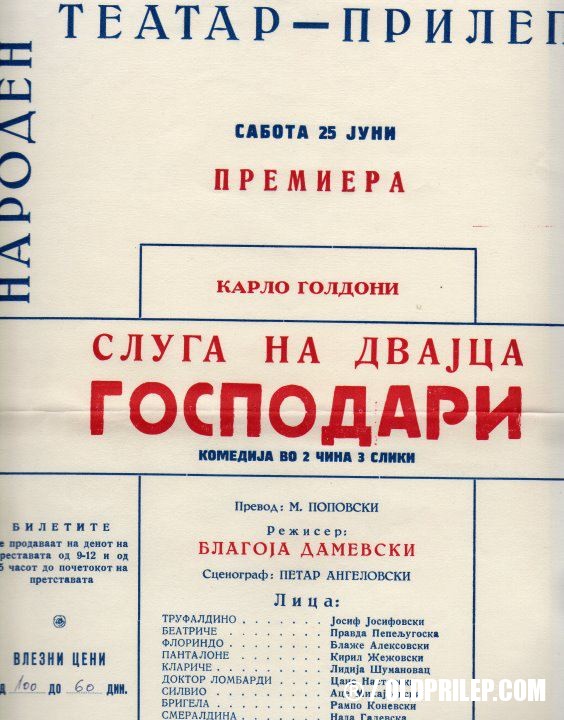 НАРОДЕН
ТЕАТАР—ПРИЛЕП
САБОТА 25 ЈУНИ
ПРЕМИЕРА
КАРЛО ГОЛДОНИ
СЛУГА НА ДВАЈЦА
ГОСПОДАРИ
КОМЕДИЈА ВО 2 ЧИНА 3 СЛИКИ
Превод: М. ПОПОВСКИ
Режисер:
БЛАГОЈА ДАМЕВСКИ
Сценограф: ПЕТАР АНГЕЛОВСКИ
Лица:
ТРУФАЛДИНО . . . . . . . . Јосиф Јосифовски
БЕАТРИЧЕ . . . . . . . . Правда Пепељугоска
ФЛОРИНДО . . . . . . . . Блаже Алексовски
ПАНТАЛОНЕ . . . . . . . . Кирил Жежовски
КЛАРИЧЕ . . . . . . . . Лидија Шумановац
ДОКТОР ЛОМБАРДИ . . . . .
СИЛВИО . . . . . . . .
БРИГЕЛА . . . . . . . . Рампо Коневски
СМЕРАЛДИНА . . . . . . . . Нада Галевска
БИЛЕТИТЕ
се продаваат на денот на
претставата од 9-12 и од
5 часот до почетокот на
претставата
ВЛЕЗНИ ЦЕНИ
од 100 ДО 60 ДИН.
OLDPRILEP.COM